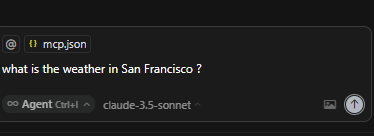 @ {} mcp.json
what is the weather in San Francisco ?
∞ Agent Ctrl+I ^ claude-3.5-sonnet ^